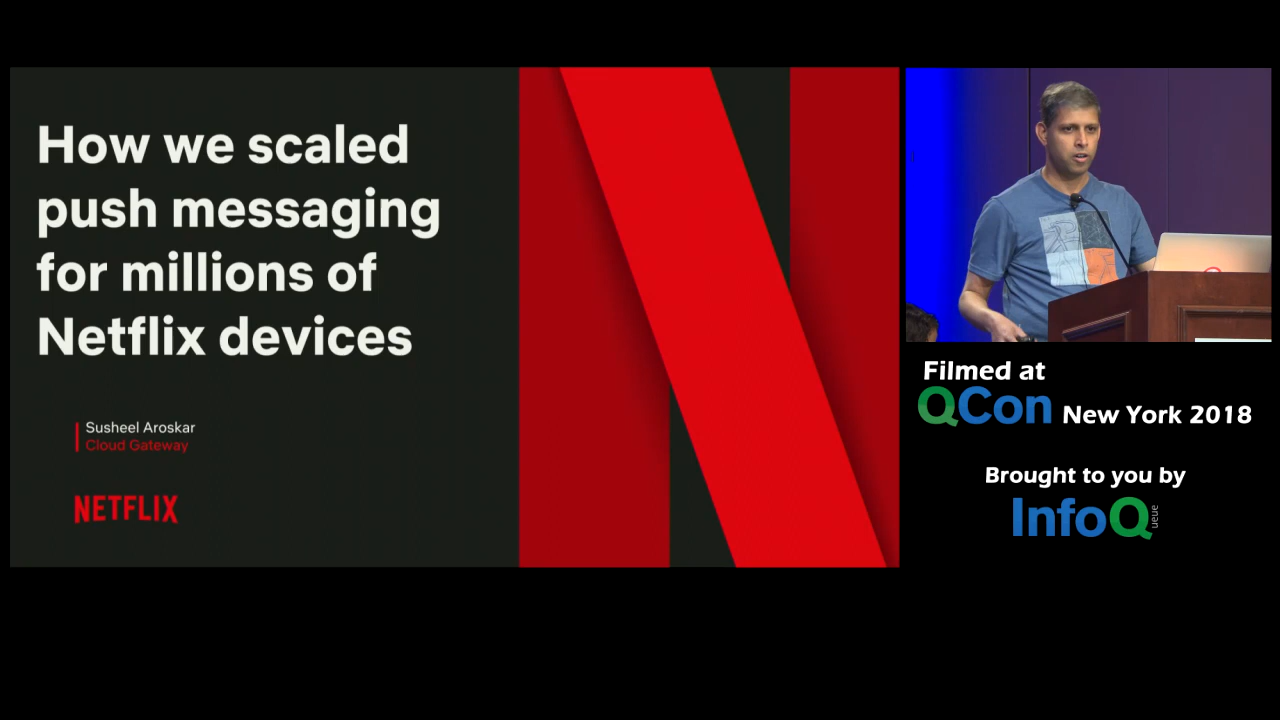 How we scaled
push messaging
for millions of
Netflix devices
Susheel Aroskar
Cloud Gateway
NETFLIX
Filmed at
QCon New York 2018
Brought to you by
InfoQ
ueue